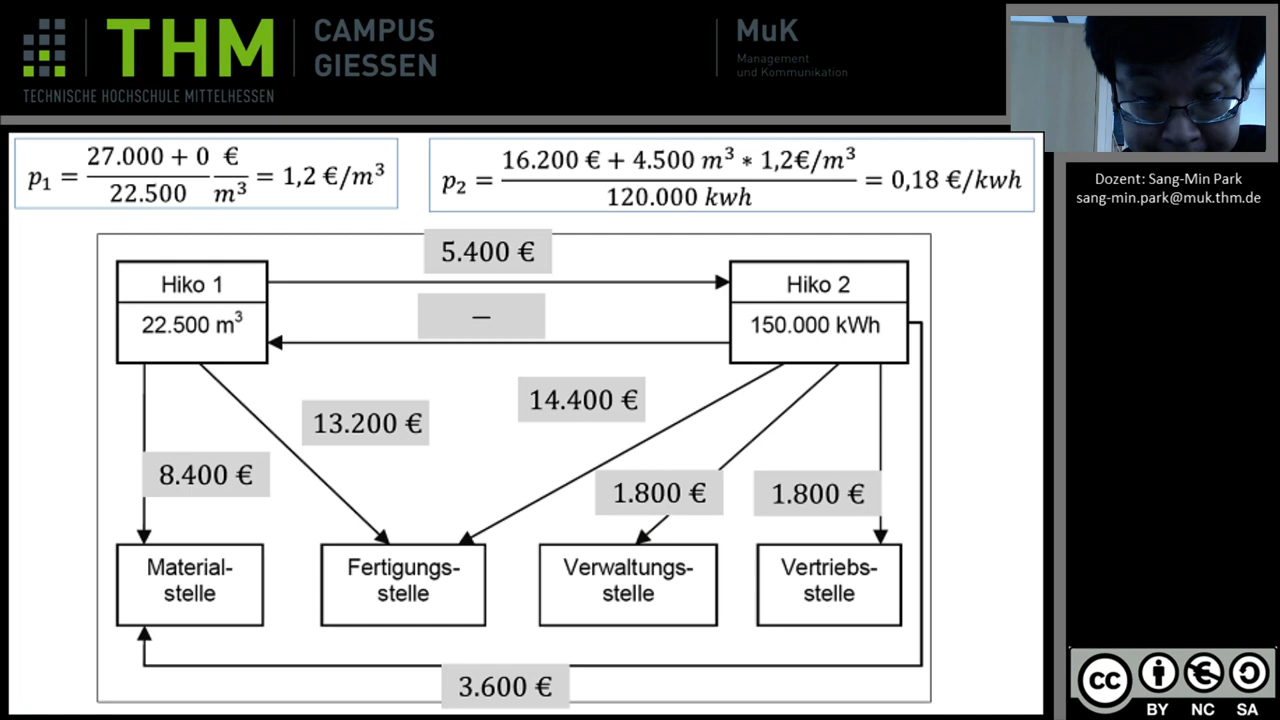 THM
CAMPUS
GIESSEN
TECHNISCHE HOCHSCHULE MITTELHESSEN
MuK
Management
und Kommunikation
Dozent: Sang-Min Park
sang-min.park@muk.thm.de
p₁ = (27.000 + 0)/22.500 €/m³ = 1,2 €/m³
p₂ = (16.200 € + 4.500 m³ * 1,2€/m³)/(120.000 kwh) = 0,18 €/kwh
5.400 €
Hiko 1
22.500 m³
–
Hiko 2
150.000 kWh
14.400 €
13.200 €
8.400 €
1.800 €
1.800 €
Material-
stelle
Fertigungs-
stelle
Verwaltungs-
stelle
Vertriebs-
stelle
3.600 €
cc
BY NC SA